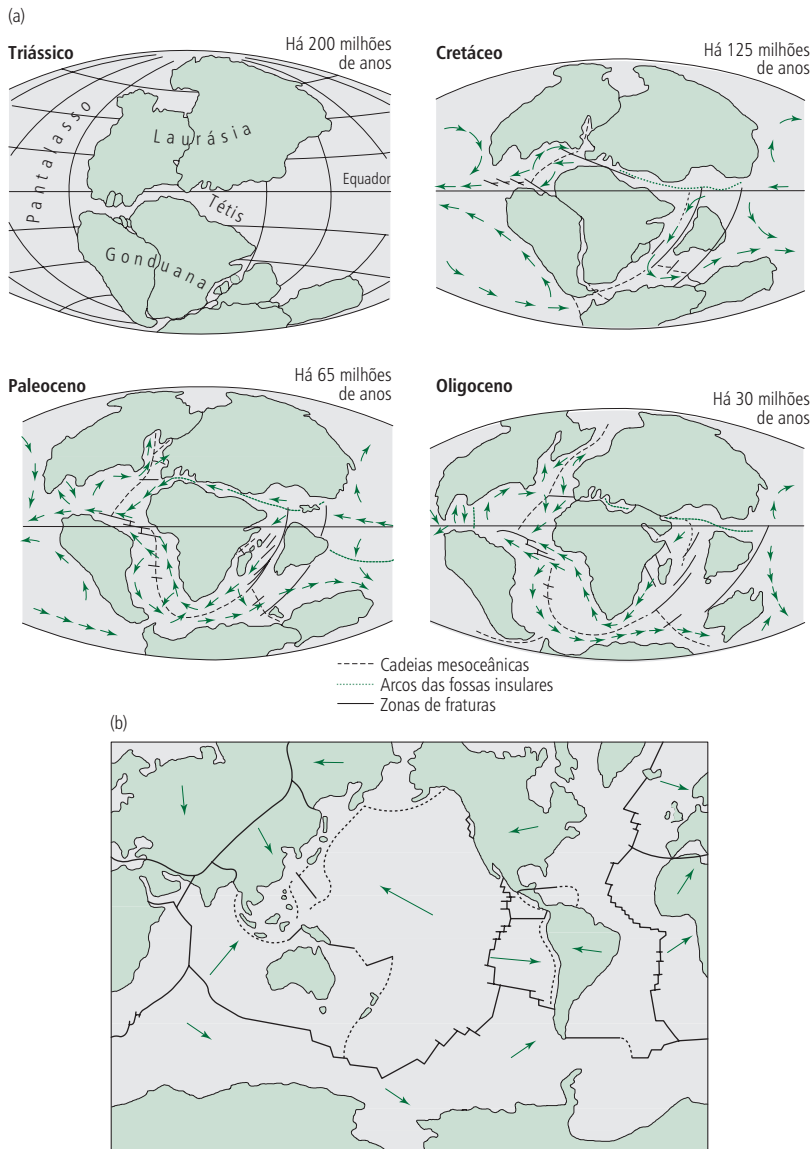 (a)
Triássico
Há 200 milhões
de anos
Pantalasso
Laurásia
Equador
Tétis
Gonduana
Cretáceo
Há 125 milhões
de anos
Paleoceno
Há 65 milhões
de anos
Oligoceno
Há 30 milhões
de anos
Cadeias mesoceânicas
Arcos das fossas insulares
Zonas de fraturas
(b)